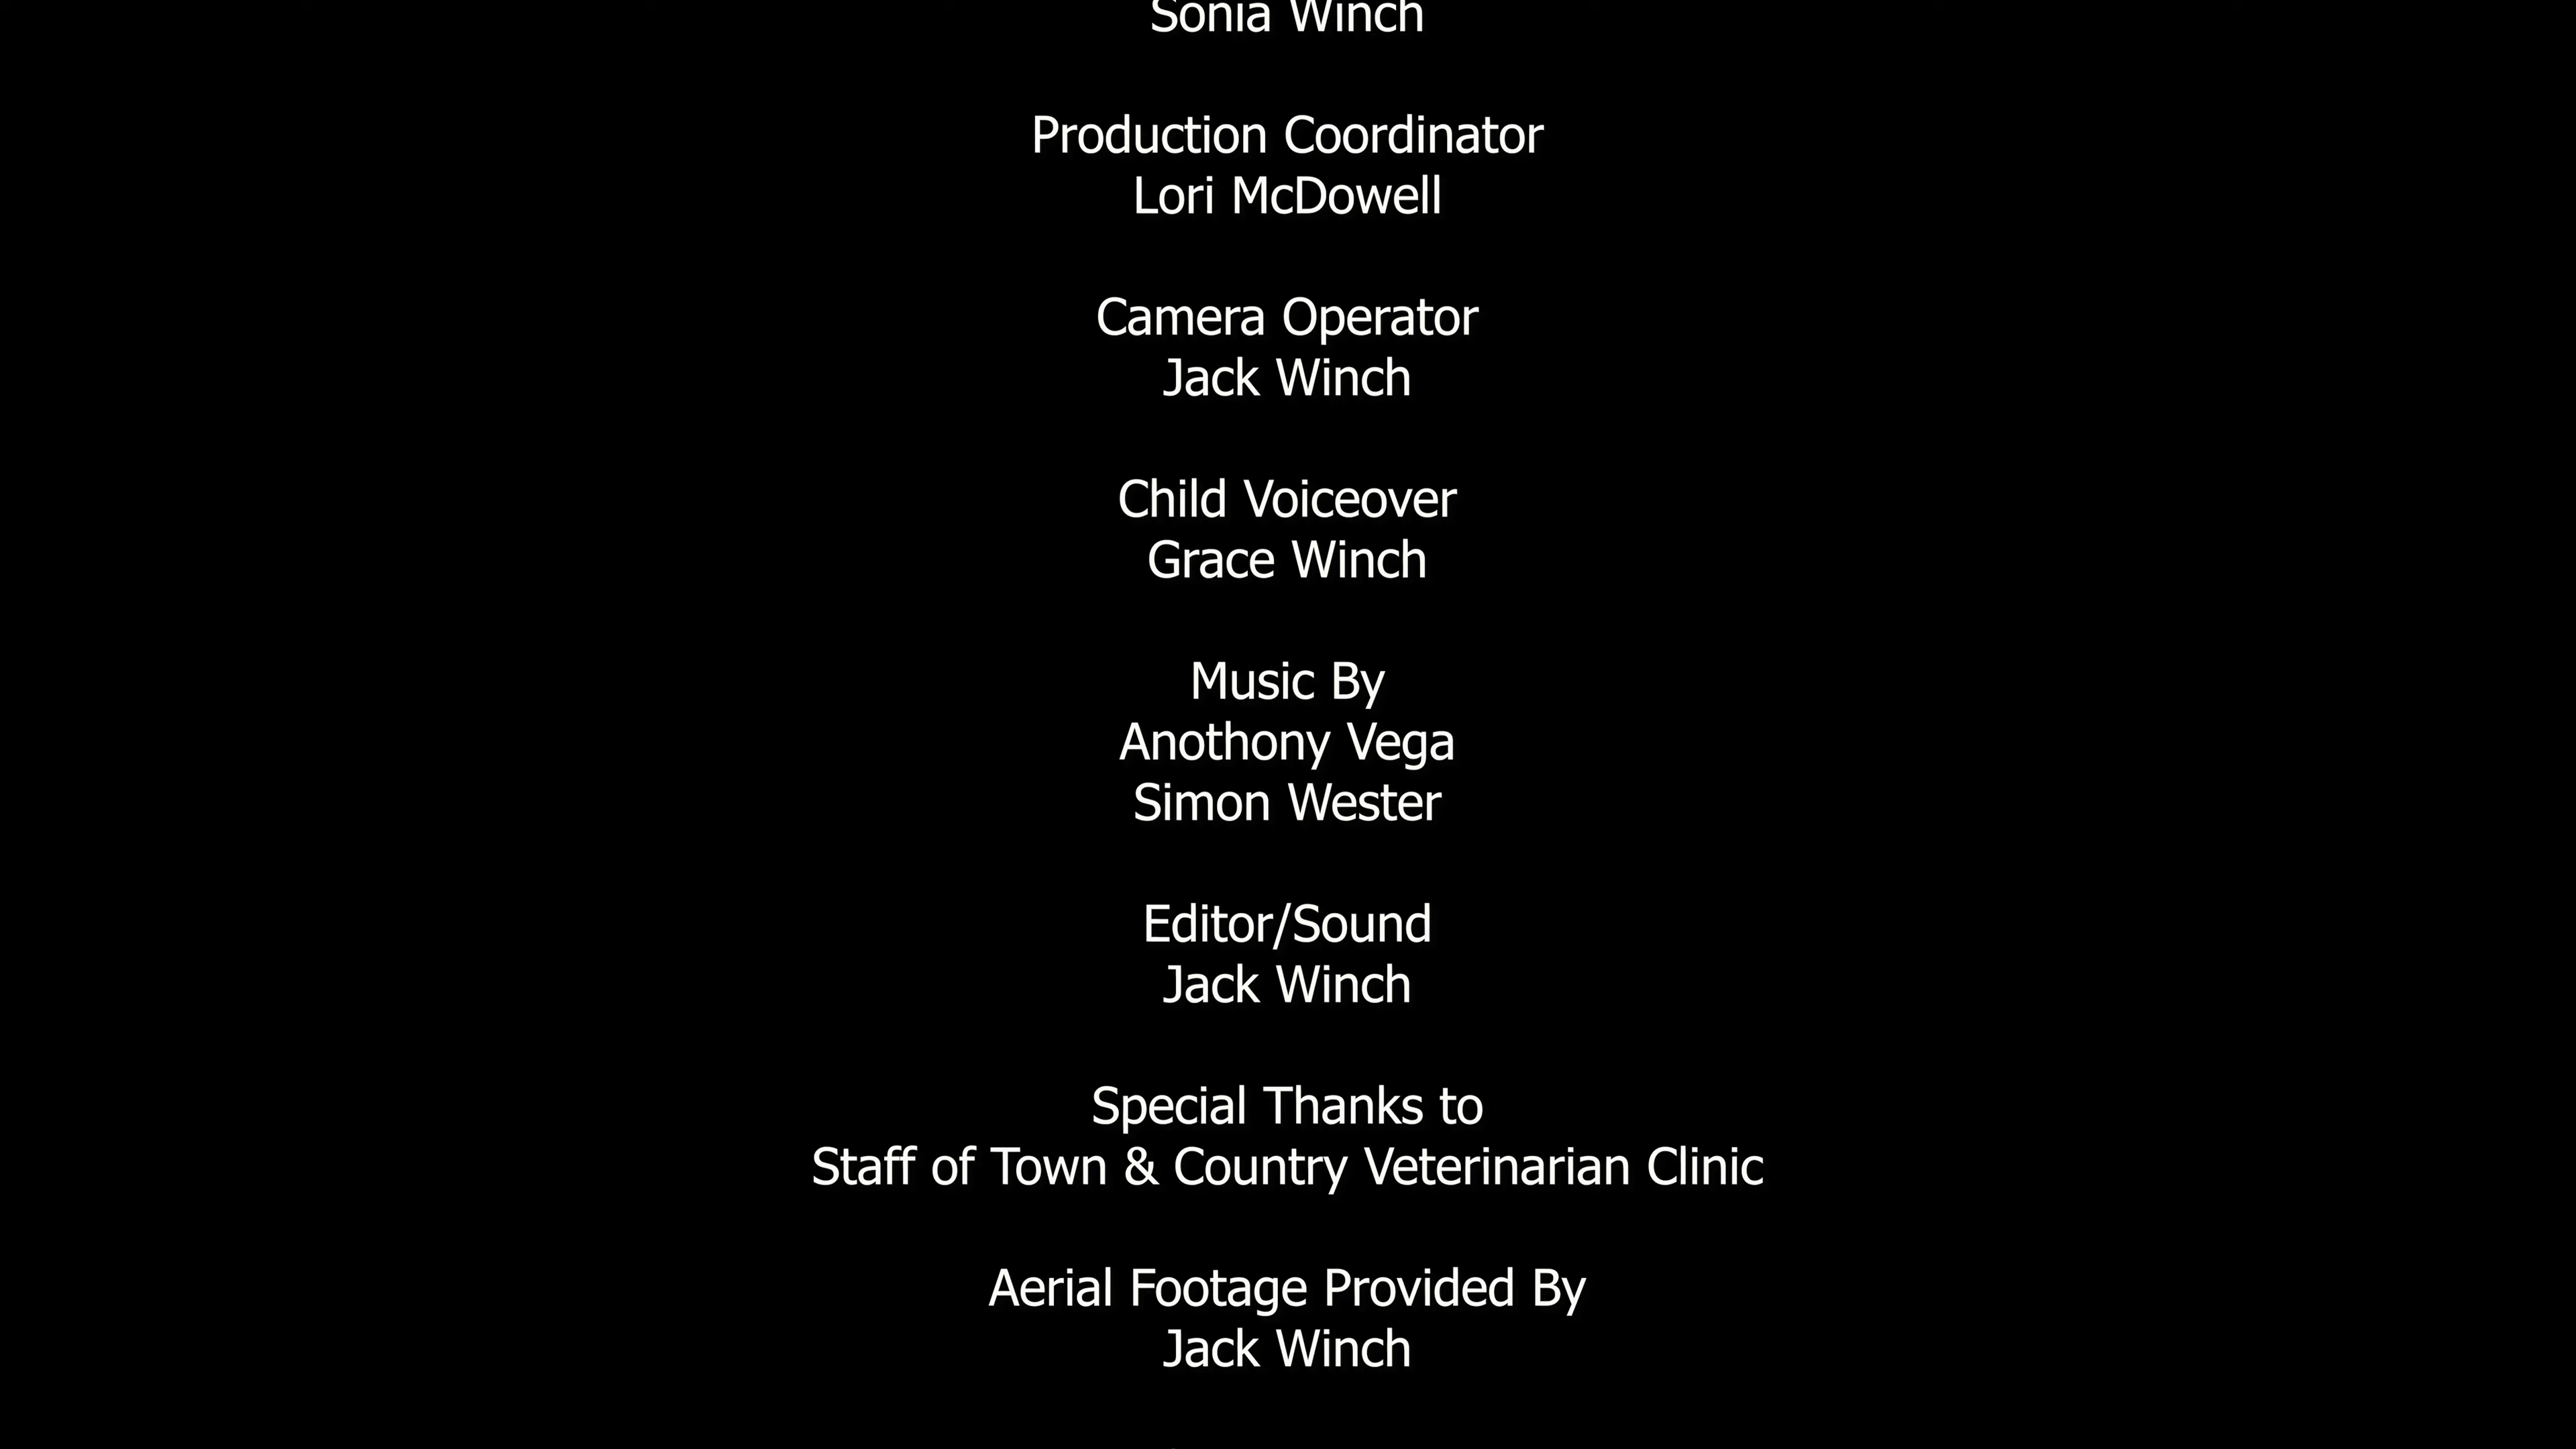 Sonia Winch
Production Coordinator
Lori McDowell
Camera Operator
Jack Winch
Child Voiceover
Grace Winch
Music By
Anothony Vega
Simon Wester
Editor/Sound
Jack Winch
Special Thanks to
Staff of Town & Country Veterinarian Clinic
Aerial Footage Provided By
Jack Winch